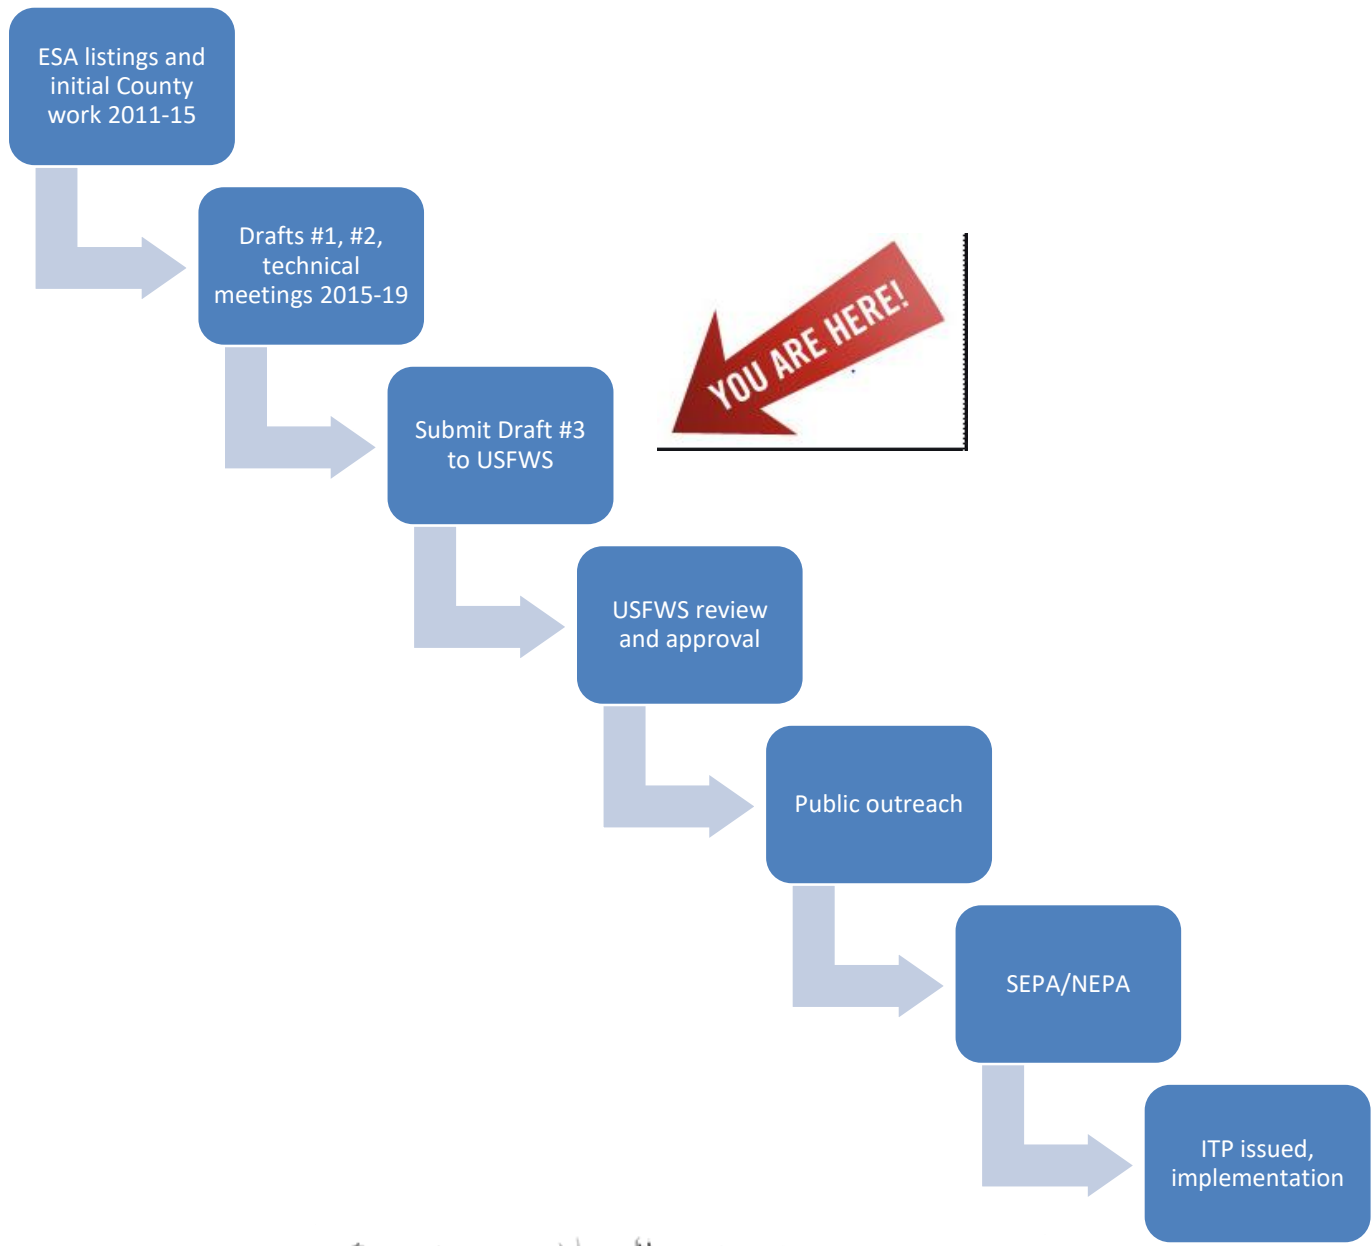 ESA listings and
initial County
work 2011-15
Drafts #1, #2,
technical
meetings 2015-19
YOU ARE HERE!
Submit Draft #3
to USFWS
USFWS review
and approval
Public outreach
SEPA/NEPA
ITP issued,
implementation